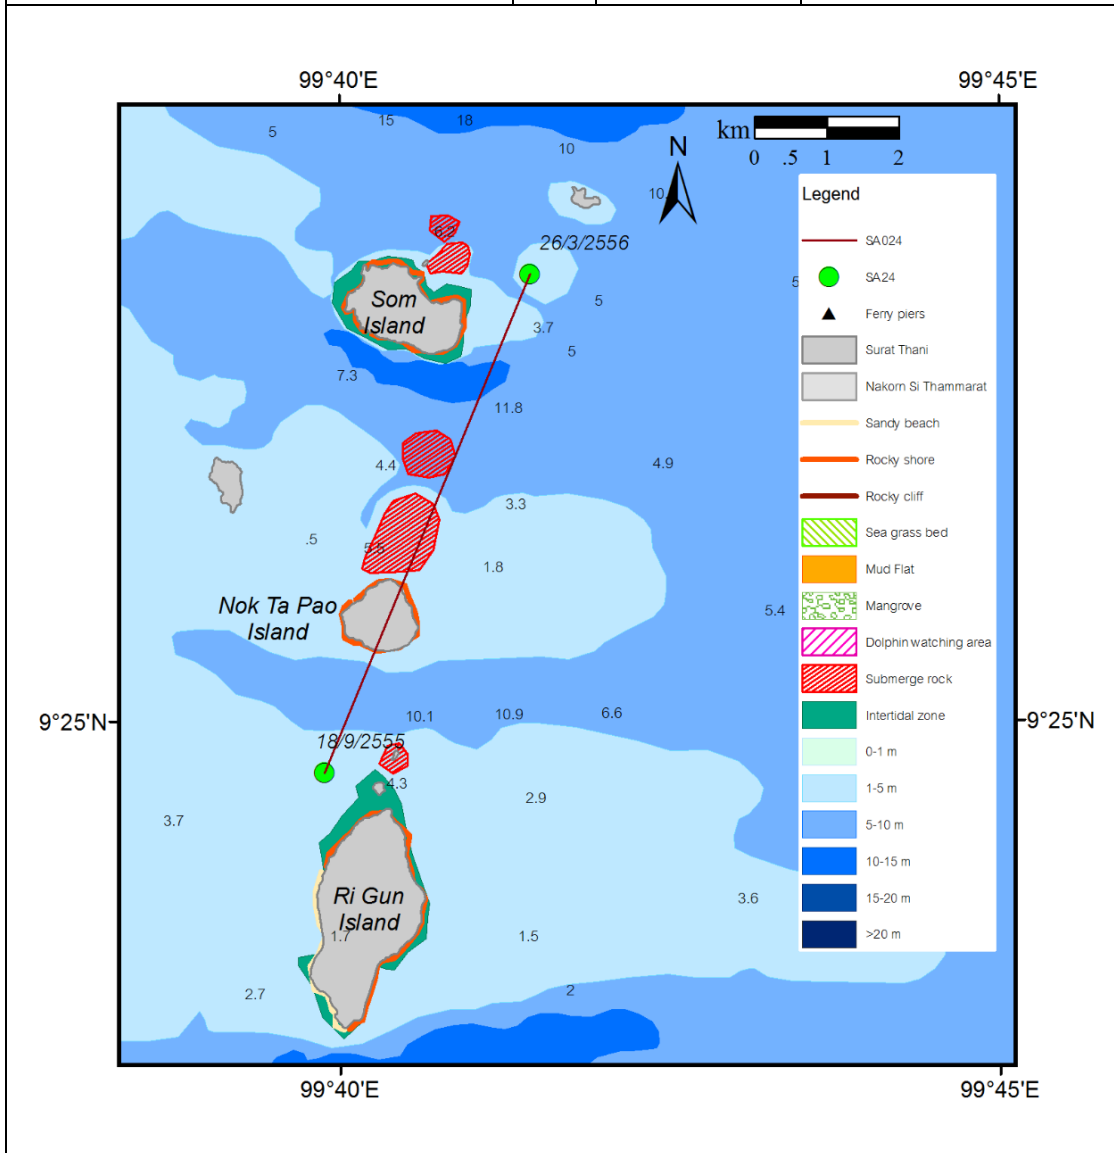 99°40'E
99°45'E
km
0 .5 1 2
N
5
15
18
10
10.
Legend
SA024
SA24
Ferry piers
Surat Thani
Nakorn Si Thammarat
Sandy beach
Rocky shore
Rocky cliff
Sea grass bed
Mud Flat
Mangrove
Dolphin watching area
Submerge rock
Intertidal zone
0-1 m
1-5 m
5-10 m
10-15 m
15-20 m
>20 m
6.2
26/3/2556
5
Som
Island
5
3.7
5
7.3
11.8
4.4
4.9
3.3
.5
5.5
1.8
Nok Ta Pao
Island
5.4
9°25'N
10.1
10.9
6.6
9°25'N
18/9/2555
4.3
2.9
3.7
Ri Gun
Island
3.6
1.7
1.5
2.7
2
99°40'E
99°45'E